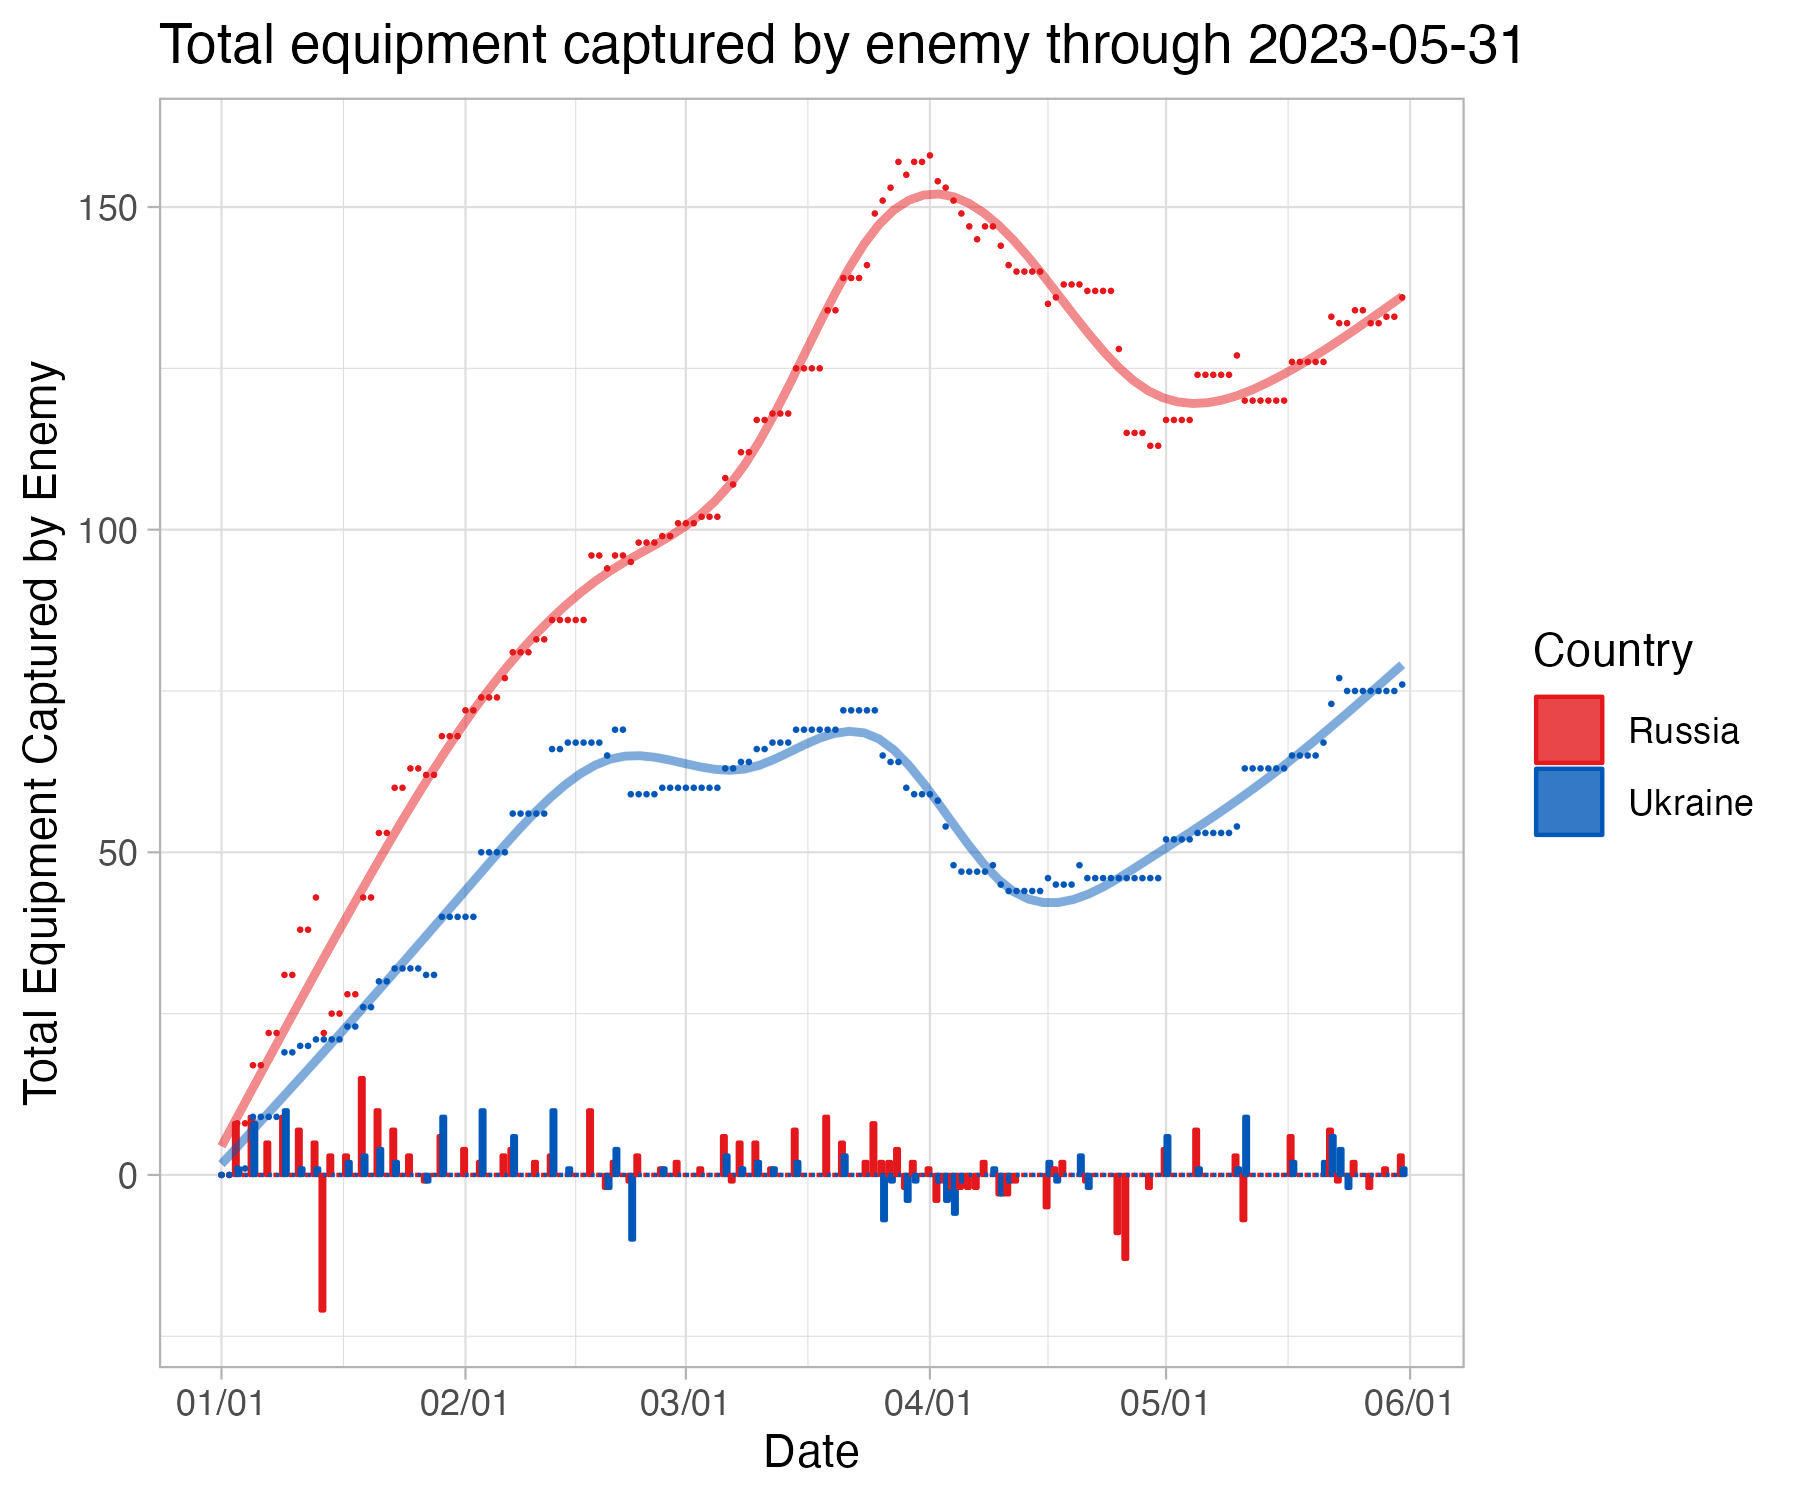 Total equipment captured by enemy through 2023-05-31
Total Equipment Captured by Enemy
150
100
50
0
01/01
02/01
03/01
04/01
05/01
06/01
Date
Country
Russia
Ukraine